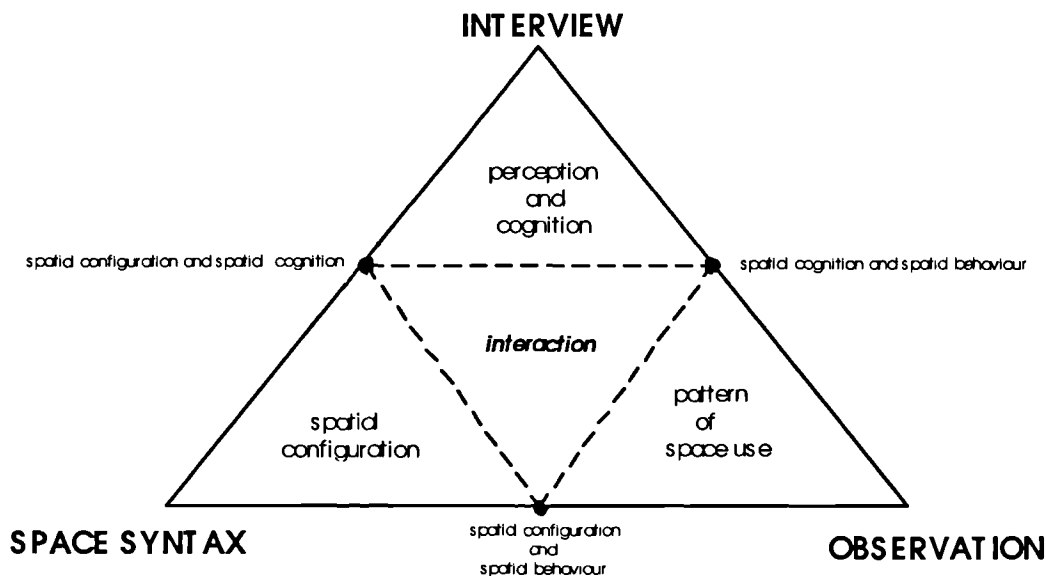 INTERVIEW
perception
and
cognition
spatial configuration and spatial cognition
spatial cognition and spatial behaviour
interaction
spatial
configuration
pattern
of
space use
SPACE SYNTAX
spatial configuration
and
spatial behaviour
OBSERVATION